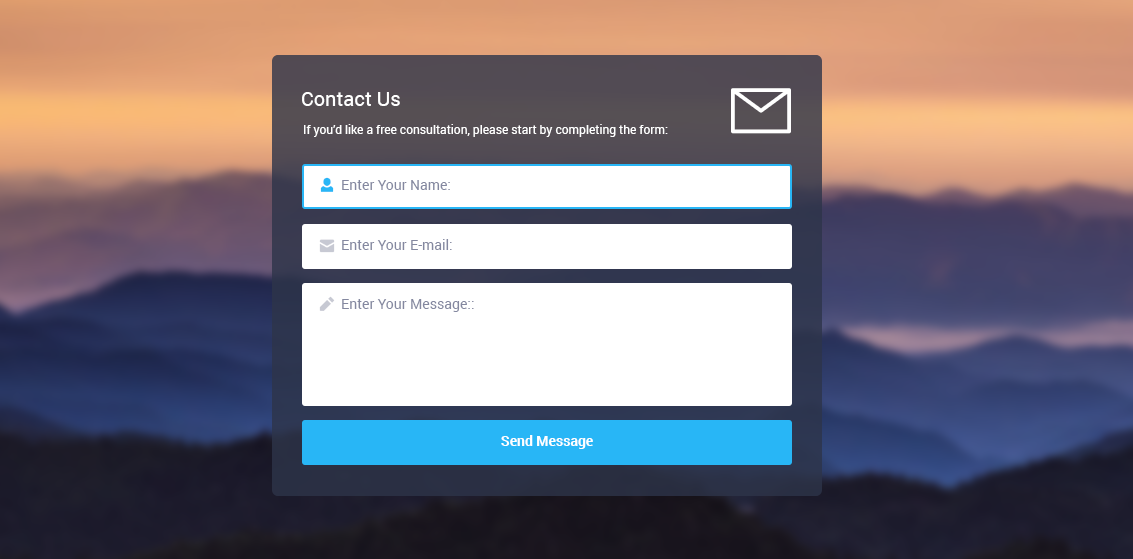 Contact Us
If you'd like a free consultation, please start by completing the form:
Enter Your Name:
Enter Your E-mail:
Enter Your Message::
Send Message